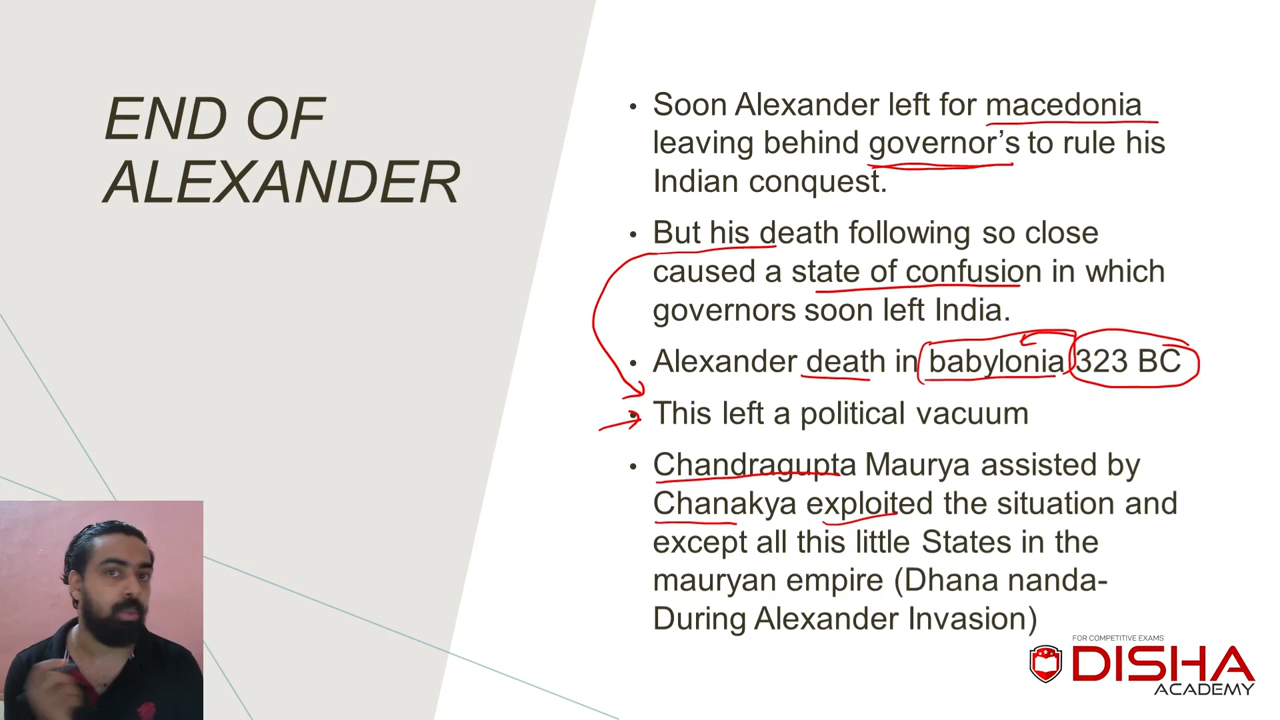 END OF
ALEXANDER
• Soon Alexander left for macedonia
leaving behind governor’s to rule his
Indian conquest.
• But his death following so close
caused a state of confusion in which
governors soon left India.
• Alexander death in babylonia 323 BC
• This left a political vacuum
• Chandragupta Maurya assisted by
Chanakya exploited the situation and
except all this little States in the
mauryan empire (Dhana nanda-
During Alexander Invasion)
FOR COMPETITIVE EXAMS
DISHA
ACADEMY